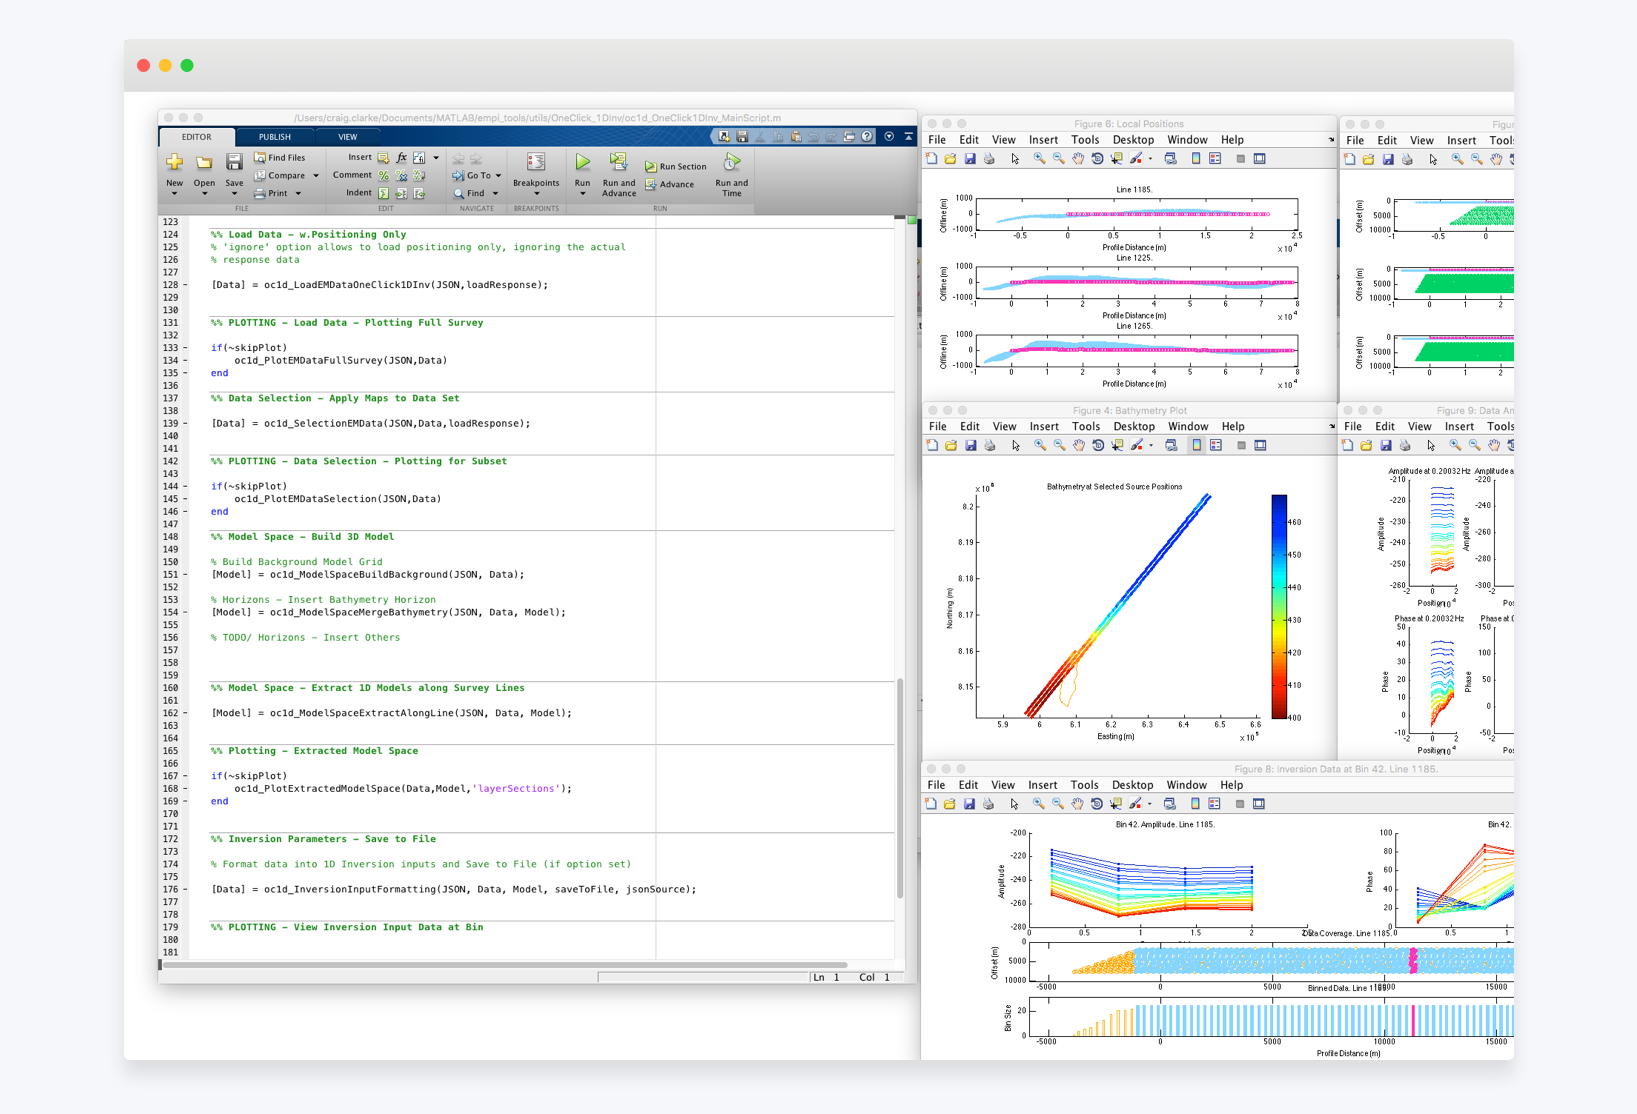 /Users/craig.clarke/Documents/MATLAB/empi_tools/utils/OneClick_1DInv/oc1d_OneClick1DInv_MainScript.m
EDITOR PUBLISH VIEW
New Open Save
Find Files
Compare
Print
Insert
Comment
Indent
Go To
Find
Breakpoints
Run
Run and Advance
Run Section
Advance
Run and Time
FILE EDIT NAVIGATE BREAKPOINTS RUN
123
124 %% Load Data – w.Positioning Only
125 % 'ignore' option allows to load positioning only, ignoring the actual
126 % response data
127
128 – [Data] = oc1d_LoadEMDataOneClick1DInv(JSON,loadResponse);
129
130
131 %% PLOTTING – Load Data – Plotting Full Survey
132
133 – if(~skipPlot)
134 – oc1d_PlotEMDataFullSurvey(JSON,Data)
135 – end
136
137 %% Data Selection – Apply Maps to Data Set
138
139 – [Data] = oc1d_SelectionEMData(JSON,Data,loadResponse);
140
141
142 %% PLOTTING – Data Selection – Plotting for Subset
143
144 – if(~skipPlot)
145 – oc1d_PlotEMDataSelection(JSON,Data)
146 – end
147
148 %% Model Space – Build 3D Model
149
150 % Build Background Model Grid
151 – [Model] = oc1d_ModelSpaceBuildBackground(JSON, Data);
152
153 % Horizons – Insert Bathymetry Horizon
154 – [Model] = oc1d_ModelSpaceMergeBathymetry(JSON, Data, Model);
155
156 % TODO/ Horizons – Insert Others
157
158
159
160 %% Model Space – Extract 1D Models along Survey Lines
161
162 – [Model] = oc1d_ModelSpaceExtractAlongLine(JSON, Data, Model);
163
164
165 %% Plotting – Extracted Model Space
166
167 – if(~skipPlot)
168 – oc1d_PlotExtractedModelSpace(Data,Model,'layerSections');
169 – end
170
171
172 %% Inversion Parameters – Save to File
173
174 % Format data into 1D Inversion inputs and Save to File (if option set)
175
176 – [Data] = oc1d_InversionInputFormatting(JSON, Data, Model, saveToFile, jsonSource);
177
178
179 %% PLOTTING – View Inversion Input Data at Bin
180
181
Ln 1 Col 1
Figure 6: Local Positions
File Edit View Insert Tools Desktop Window Help
Line 1185.
1000
0
-1000
Offline (m)
-1 -0.5 0 0.5 1 1.5 2 2.5
Profile Distance (m)
x 10 4
Line 1225.
1000
0
-1000
Offline (m)
-1 0 1 2 3 4 5 6 7 8
Profile Distance (m)
x 10 4
Line 1265.
1000
0
-1000
Offline (m)
-1 0 1 2 3 4 5 6 7 8
Profile Distance (m)
x 10 4
Figu
File Edit View Insert Tools
0
5000
10000
Offset (m)
-1 -0.5 0
0
5000
10000
Offset (m)
-1 0 1
0
5000
10000
Offset (m)
-1 0 1
Figure 4: Bathymetry Plot
File Edit View Insert Tools Desktop Window Help
Bathymetry at Selected Source Positions
x 10 6
8.2
8.19
8.18
8.17
8.16
8.15
Northing (m)
5.9 6 6.1 6.2 6.3 6.4 6.5 6.6
Easting (m)
x 10 5
460
450
440
430
420
410
400
Figure 9: Data Am
File Edit View Insert Tools
Amplitude at 0.20032 Hz Amplitude a
-210
-220
-230
-240
-250
-260
Amplitude
-2 0 2
Position x 10 4
-220
-240
-260
-280
-300
Amplitude
-2
Pos
Phase at 0.20032 Hz Phase at 0.
50
40
30
20
10
0
-10
Phase
-2 0 2
Position x 10 4
150
100
50
0
-50
Phase
-2
Pos
Figure 8: Inversion Data at Bin 42. Line 1185.
File Edit View Insert Tools Desktop Window Help
Bin 42. Amplitude. Line 1185.
-200
-220
-240
-260
-280
Amplitude
0 0.5 1 1.5 2 2.5
Bin 42.
100
80
60
40
20
0
Phase
0 0.5 1
Data Coverage. Line 1185.
0
5000
10000
Offset (m)
-5000 0 5000 10000 15000
Binned Data. Line 1185.
20
0
Bin Size
-5000 0 5000 10000 15000
Profile Distance (m)